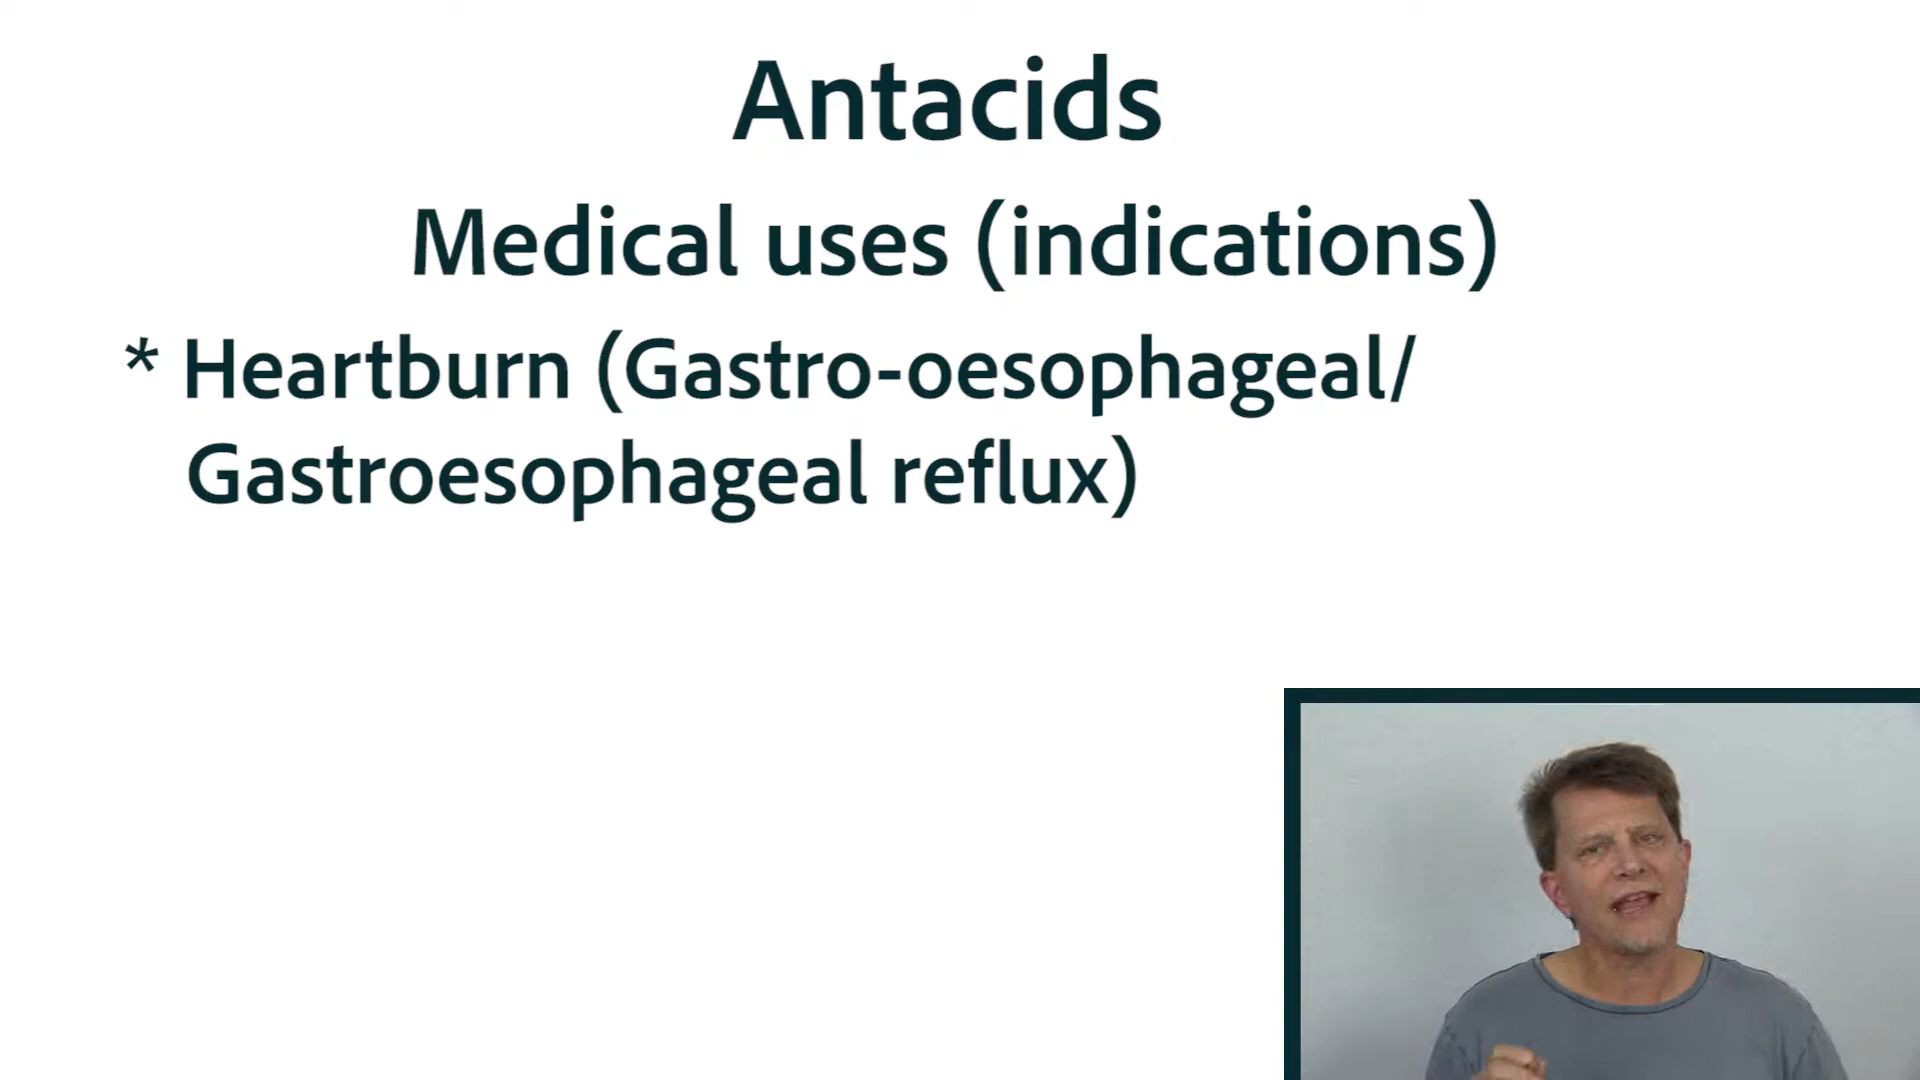 Antacids
Medical uses (indications)
* Heartburn (Gastro-oesophageal/
Gastroesophageal reflux)